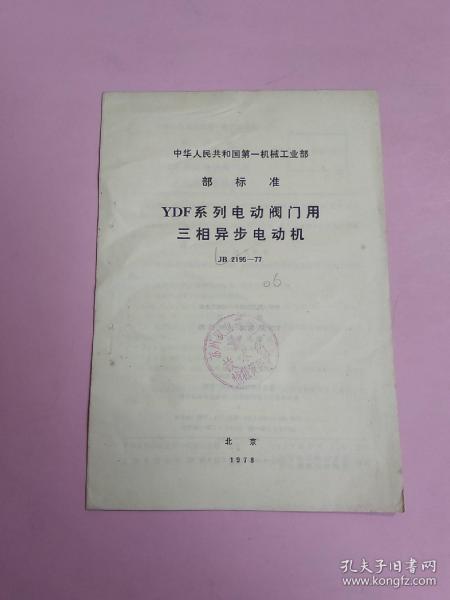 中华人民共和国第一机械工业部
部标准
YDF系列电动阀门用
三相异步电动机
JB 2195—77
06
北京
1978
孔夫子旧书网
www.kongfz.com